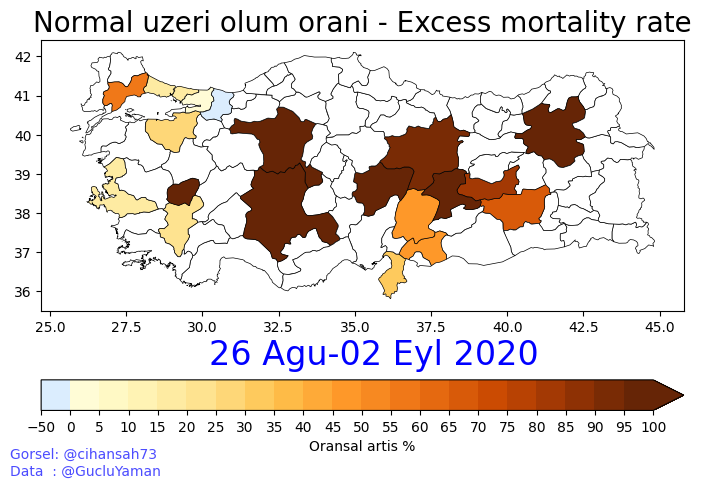 Normal uzeri olum orani - Excess mortality rate
42
41
40
39
38
37
36
25.0 27.5 30.0 32.5 35.0 37.5 40.0 42.5 45.0
26 Agu-02 Eyl 2020
−50 0 5 10 15 20 25 30 35 40 45 50 55 60 65 70 75 80 85 90 95 100
Oransal artis %
Gorsel: @cihansah73
Data  : @GucluYaman